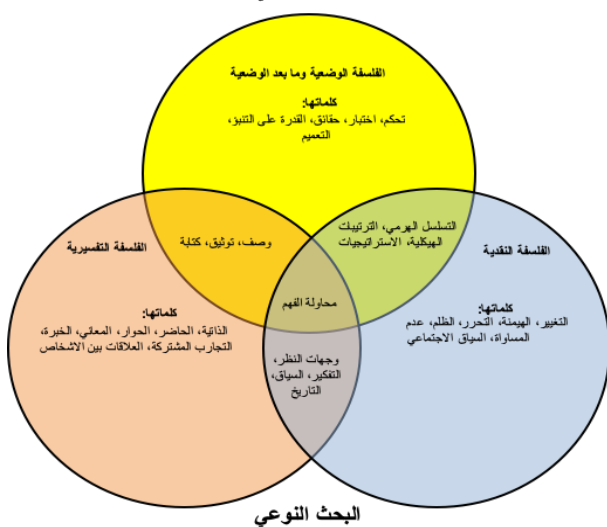 الفلسفة الوضعية وما بعد الوضعية
كلماتها:
تحكم، اختبار، حقائق، القدرة على التنبؤ،
التعميم
التسلسل الهرمي، الترتيبات
الهيكلية، الاستراتيجيات
وصف، توثيق، كتابة
الفلسفة النقدية
كلماتها:
التغيير، الهيمنة، التحرر، الظلم، عدم
المساواة، السياق الاجتماعي
الفلسفة التفسيرية
كلماتها:
الذاتية، الحاضر، الحوار، المعاني، الخبرة،
التجارب المشتركة، العلاقات بين الاشخاص
محاولة الفهم
وجهات النظر،
التفكير، السياق،
التاريخ
البحث النوعي